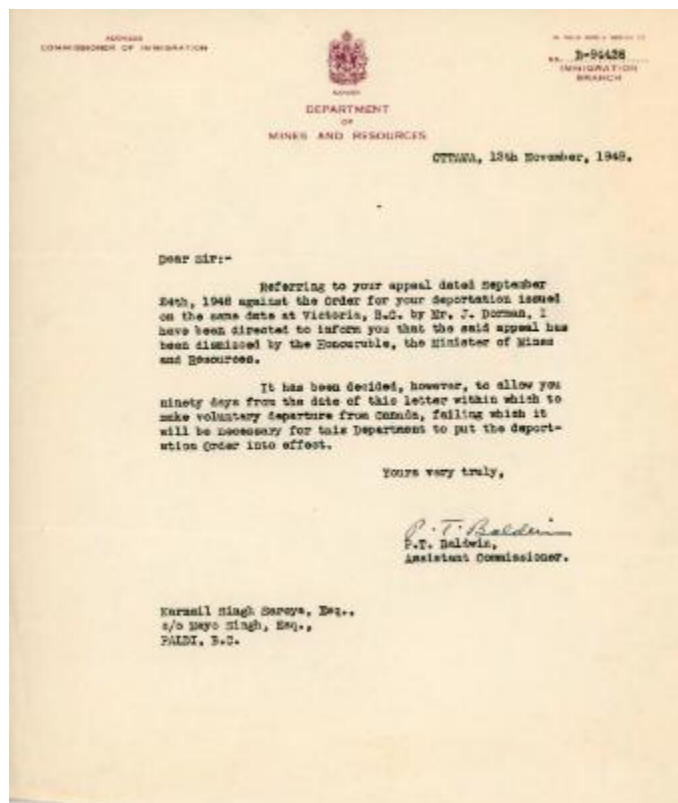 ADDRESS
COMMISSIONER OF IMMIGRATION
NO. B-94428
IMMIGRATION
BRANCH
CANADA
DEPARTMENT
OF
MINES AND RESOURCES
OTTAWA, 13th November, 1948.
Dear Sir:-
Referring to your appeal dated September
24th, 1948 against the Order for your deportation issued
on the same date at Victoria, B.C. by Mr. J. Dorman, I
have been directed to inform you that the said appeal has
been dismissed by the Honourable, the Minister of Mines
and Resources.
It has been decided, however, to allow you
ninety days from the date of this letter within which to
make voluntary departure from Canada, failing which it
will be necessary for this Department to put the deport-
ation Order into effect.
Yours very truly,
P. T. Baldwin
P.T. Baldwin,
Assistant Commissioner.
Karmail Singh Saroya, Esq.,
c/o Mayo Singh, Esq.,
PALDI, B.C.